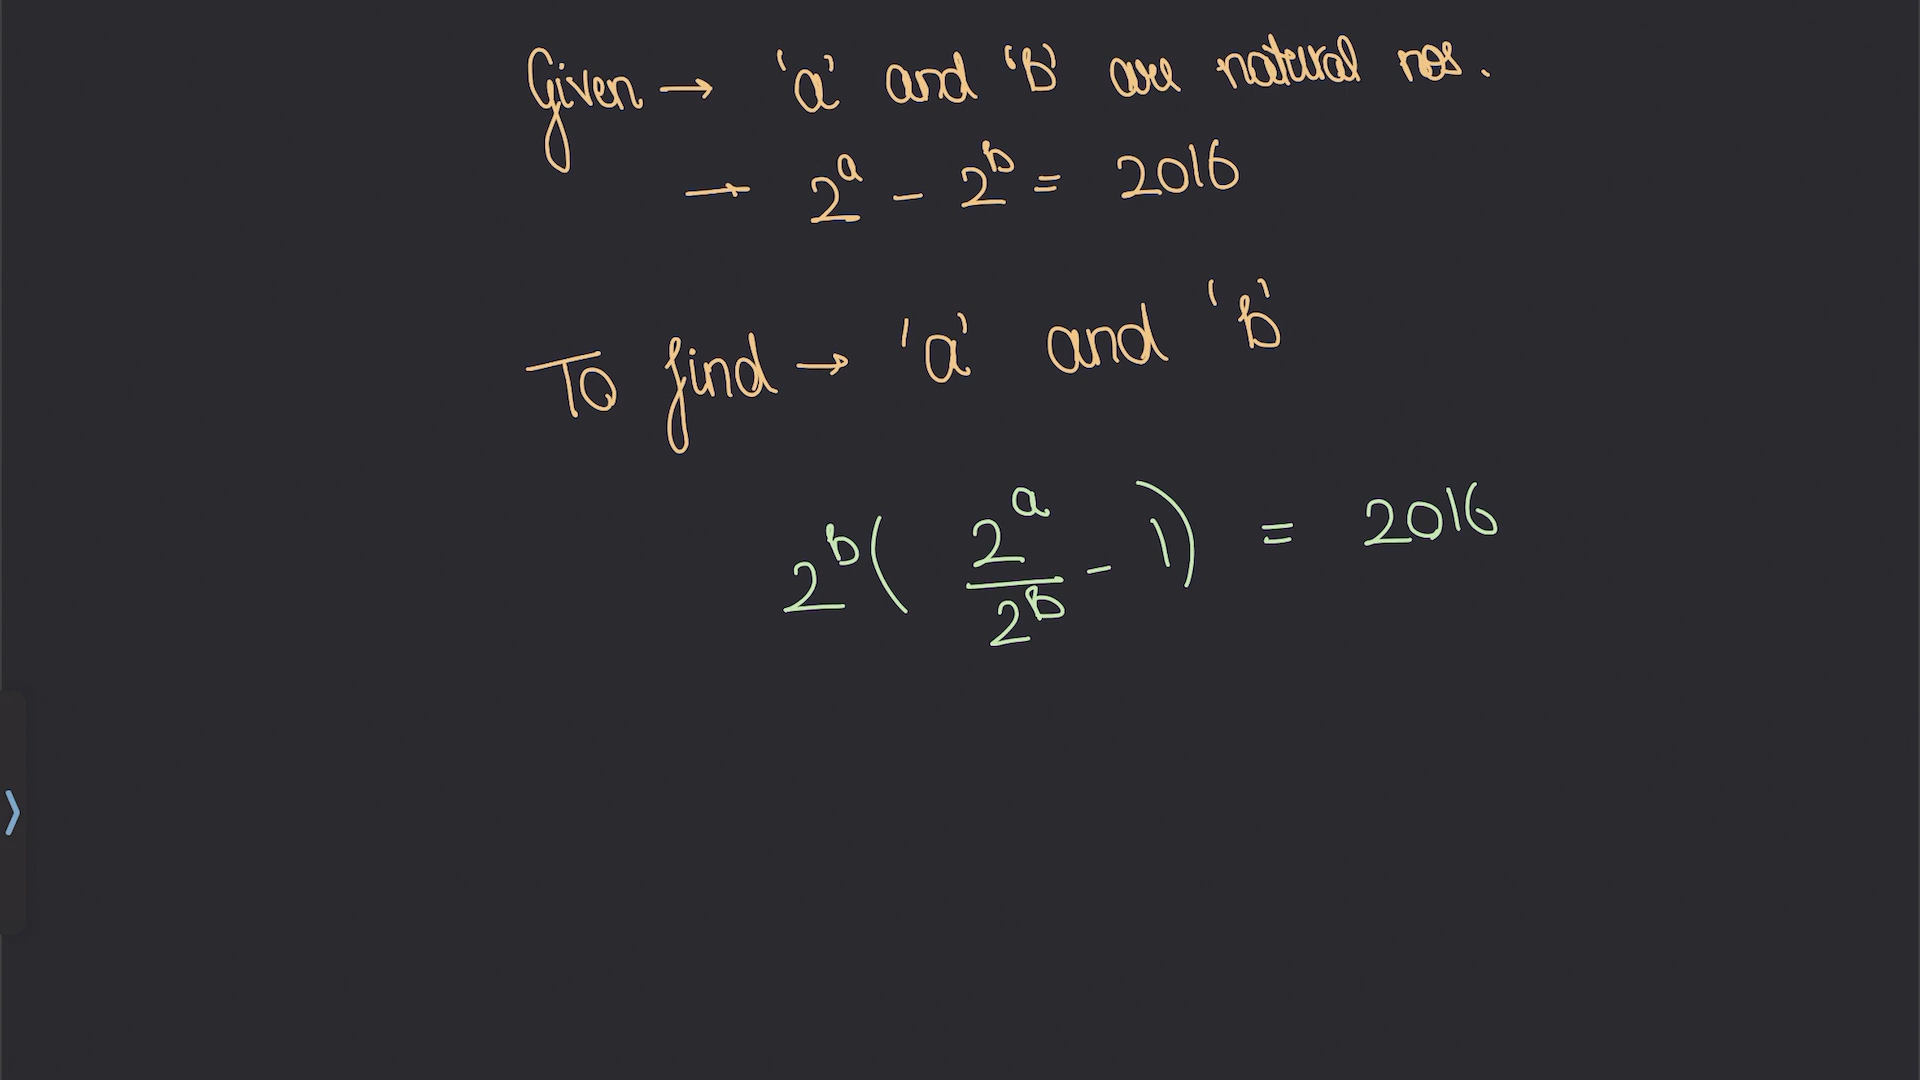 Given → 'a' and 'b' are natural nos.
→ 2^a - 2^b = 2016
To find → 'a' and 'b'
2^b ( 2^a / 2^b - 1 ) = 2016